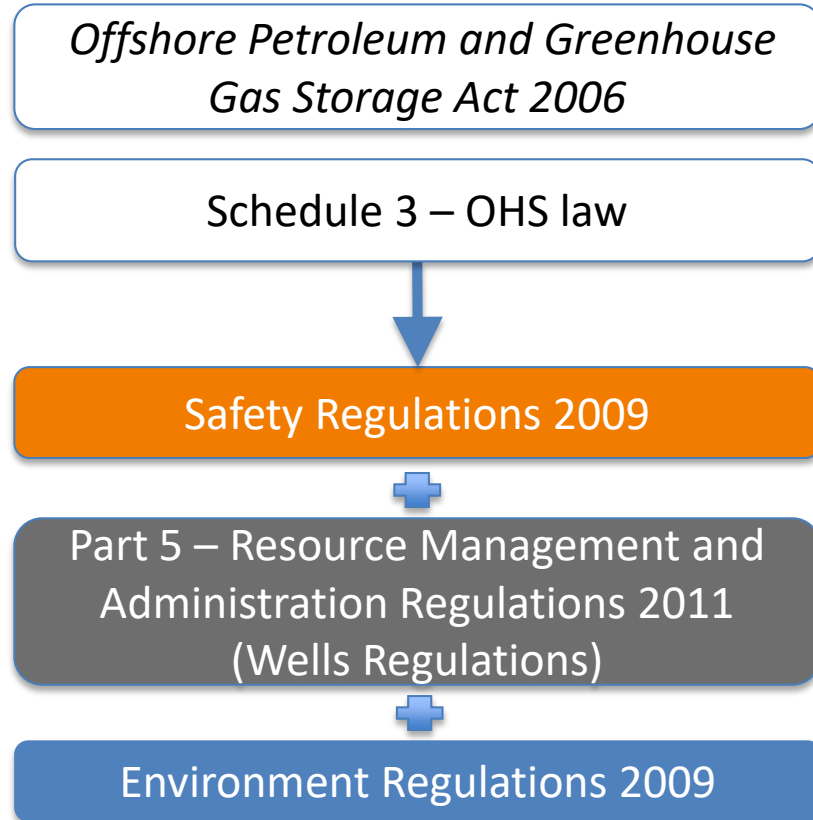 Offshore Petroleum and Greenhouse
Gas Storage Act 2006
Schedule 3 – OHS law
Safety Regulations 2009
Part 5 – Resource Management and
Administration Regulations 2011
(Wells Regulations)
Environment Regulations 2009